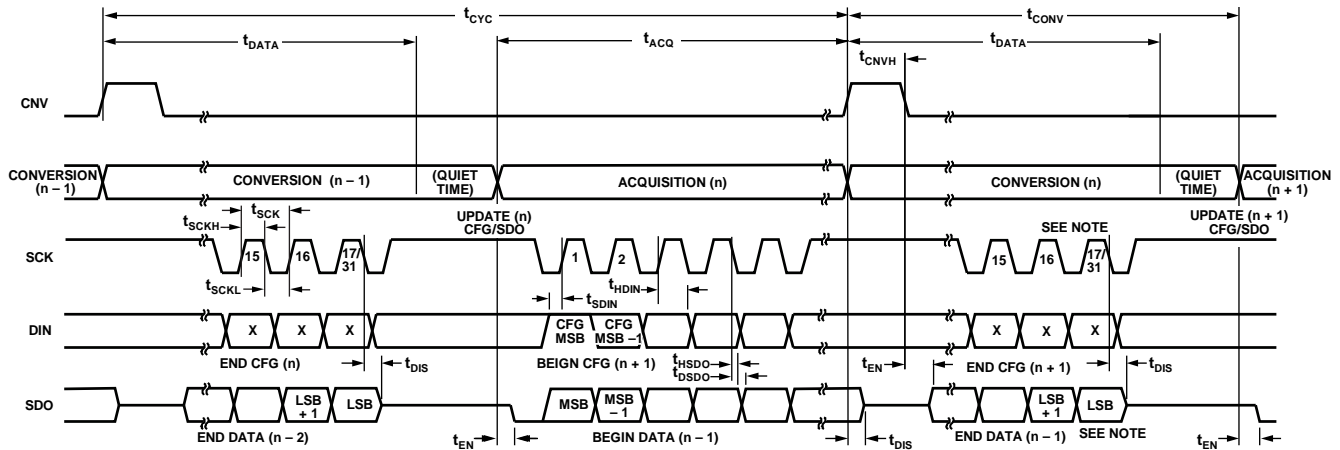 tCYC tCONV
tDATA tACQ tDATA
tCNVH
CNV
CONVERSION (n – 1) CONVERSION (n – 1) (QUIET TIME) ACQUISITION (n) CONVERSION (n) (QUIET TIME) ACQUISITION (n + 1)
UPDATE (n) CFG/SDO UPDATE (n + 1) CFG/SDO
tSCK
tSCKH
SEE NOTE
SCK 15 16 17/31 1 2 15 16 17/31
tSCKL tHDIN
tSDIN
DIN X X X CFG MSB CFG MSB –1 X X X
END CFG (n) tDIS BEIGN CFG (n + 1) tHSDO tEN END CFG (n + 1) tDIS
tDSDO
SDO LSB + 1 LSB MSB MSB –1 LSB + 1 LSB
END DATA (n – 2) BEGIN DATA (n – 1) END DATA (n – 1) SEE NOTE
tEN tDIS tEN